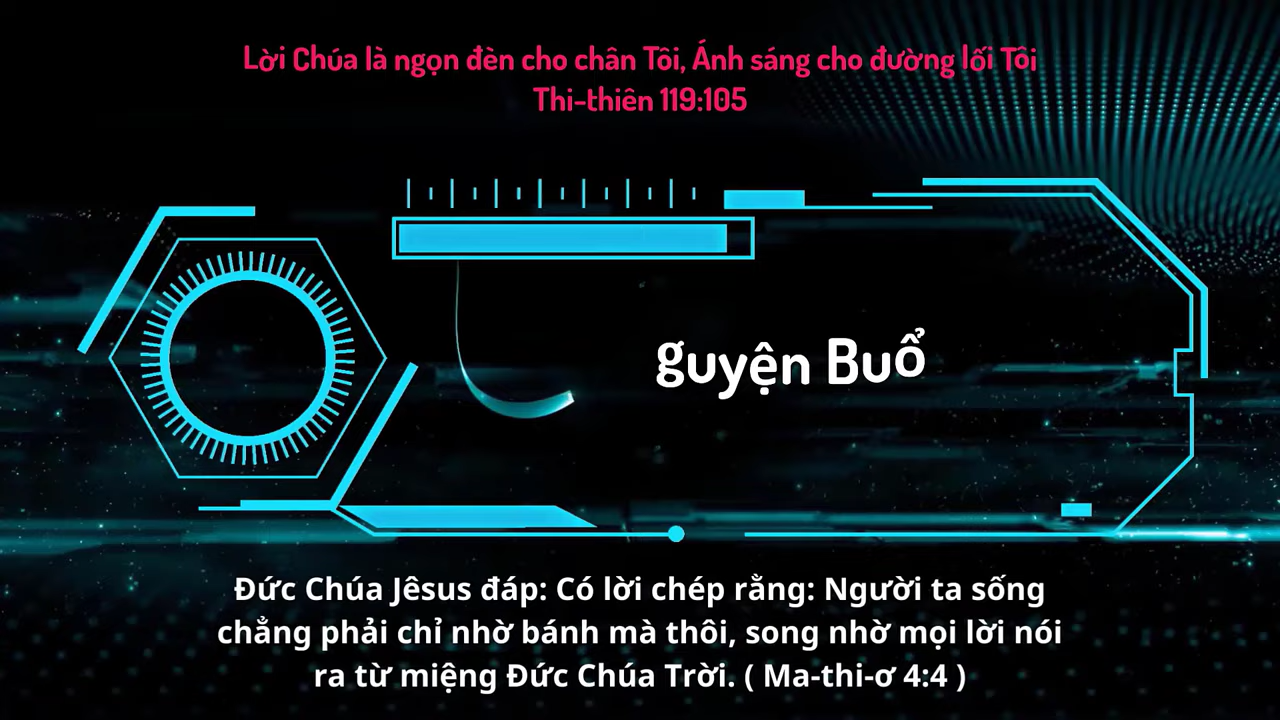 Lời Chúa là ngọn đèn cho chân Tôi, Ánh sáng cho đường lối Tôi
Thi-thiên 119:105
guyện Buổ
Đức Chúa Jêsus đáp: Có lời chép rằng: Người ta sống
chẳng phải chỉ nhờ bánh mà thôi, song nhờ mọi lời nói
ra từ miệng Đức Chúa Trời. ( Ma-thi-ơ 4:4 )